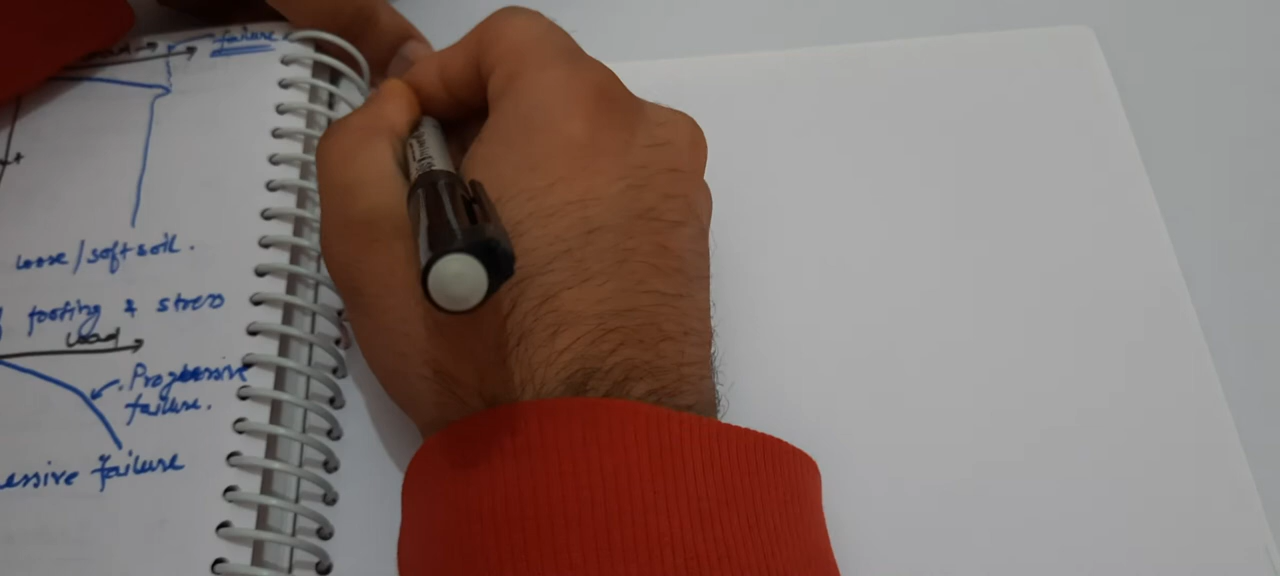 failure
loose/soft soil.
footing & stress
Load
Progressive
failure.
essive failure